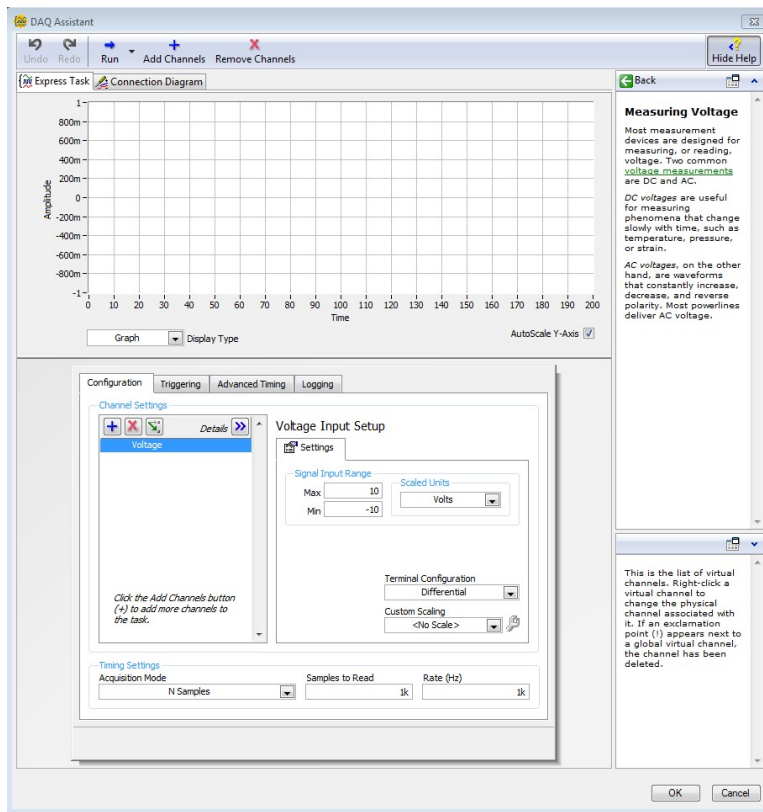 DAQ Assistant
Undo Redo Run Add Channels Remove Channels Hide Help
Express Task Connection Diagram
Back
1
800m
600m
400m
200m
0
-200m
-400m
-600m
-800m
-1
Amplitude
0 10 20 30 40 50 60 70 80 90 100 110 120 130 140 150 160 170 180 190 200
Time
Graph Display Type
AutoScale Y-Axis
Measuring Voltage
Most measurement
devices are designed for
measuring, or reading,
voltage. Two common
voltage measurements
are DC and AC.
DC voltages are useful
for measuring
phenomena that change
slowly with time, such as
temperature, pressure,
or strain.
AC voltages, on the other
hand, are waveforms
that constantly increase,
decrease, and reverse
polarity. Most powerlines
deliver AC voltage.
Configuration Triggering Advanced Timing Logging
Channel Settings
Details
Voltage
Click the Add Channels button
(+) to add more channels to
the task.
Voltage Input Setup
Settings
Signal Input Range
Max 10
Min -10
Scaled Units
Volts
Terminal Configuration
Differential
Custom Scaling
<No Scale>
Timing Settings
Acquisition Mode Samples to Read Rate (Hz)
N Samples 1k 1k
This is the list of virtual
channels. Right-click a
virtual channel to
change the physical
channel associated with
it. If an exclamation
point (!) appears next to
a global virtual channel,
the channel has been
deleted.
OK Cancel